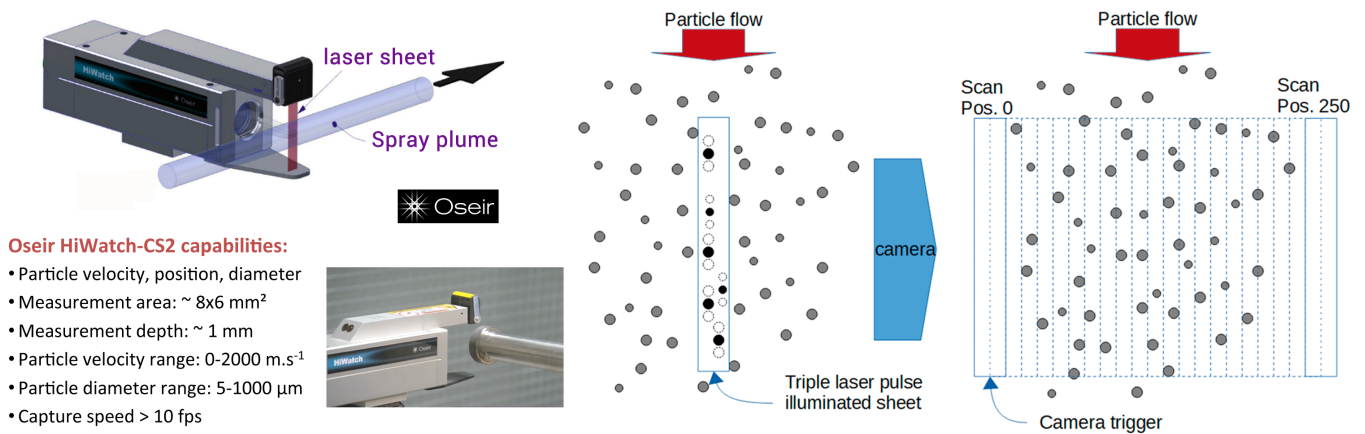 HiWatch
Oseir
laser sheet
Spray plume
Oseir
Oseir HiWatch-CS2 capabilities:
• Particle velocity, position, diameter
• Measurement area: ~ 8x6 mm²
• Measurement depth: ~ 1 mm
• Particle velocity range: 0-2000 m.s⁻¹
• Particle diameter range: 5-1000 µm
• Capture speed > 10 fps
HiWatch
Oseir
Particle flow
camera
Triple laser pulse
illuminated sheet
Particle flow
Scan
Pos. 0
Scan
Pos. 250
Camera trigger